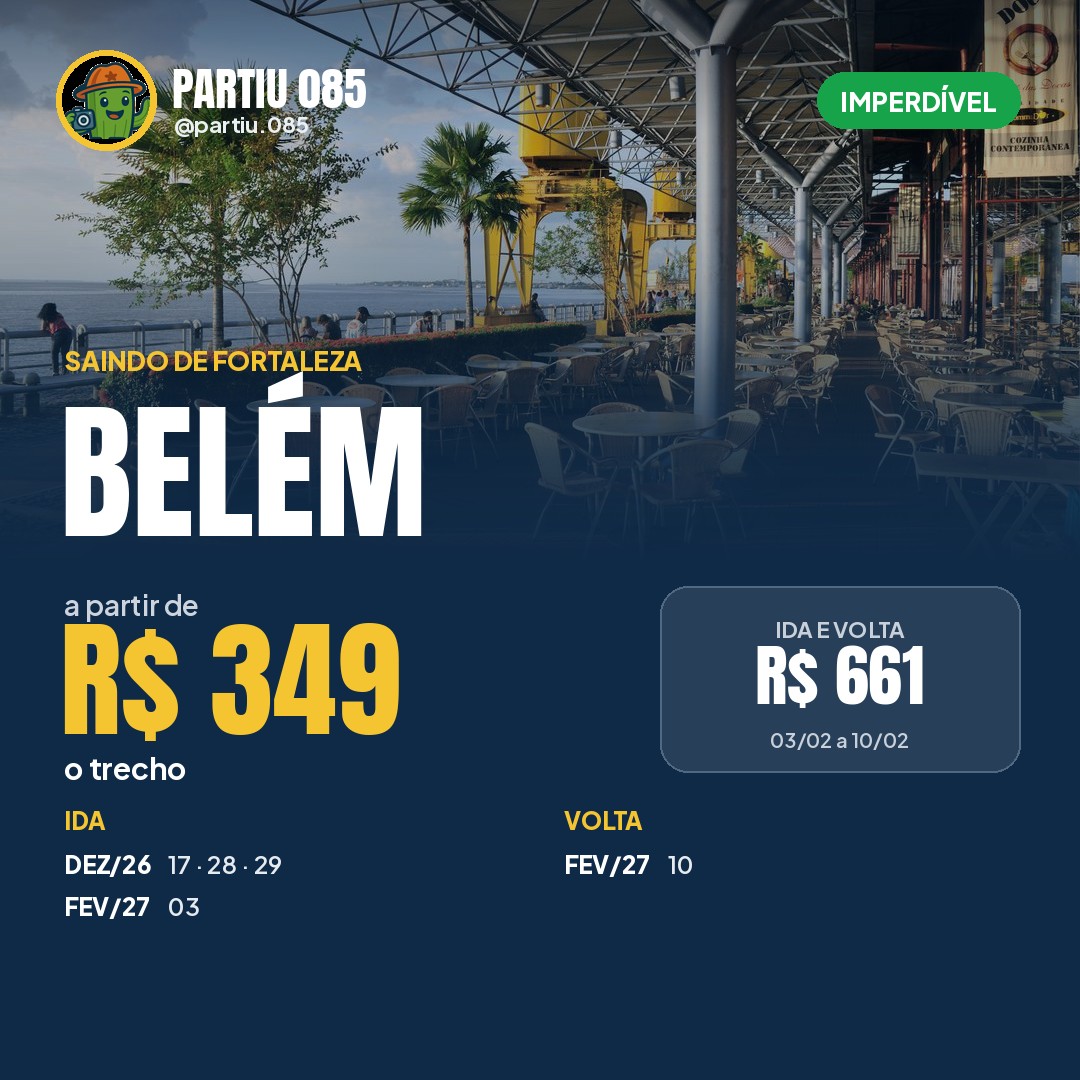 PARTIU 085
@partiu.085
IMPERDÍVEL
COZINHA
CONTEMPORÂNEA
SAINDO DE FORTALEZA
BELÉM
a partir de
R$ 349
o trecho
IDA E VOLTA
R$ 661
03/02 a 10/02
IDA
DEZ/26 17 · 28 · 29
FEV/27 03
VOLTA
FEV/27 10